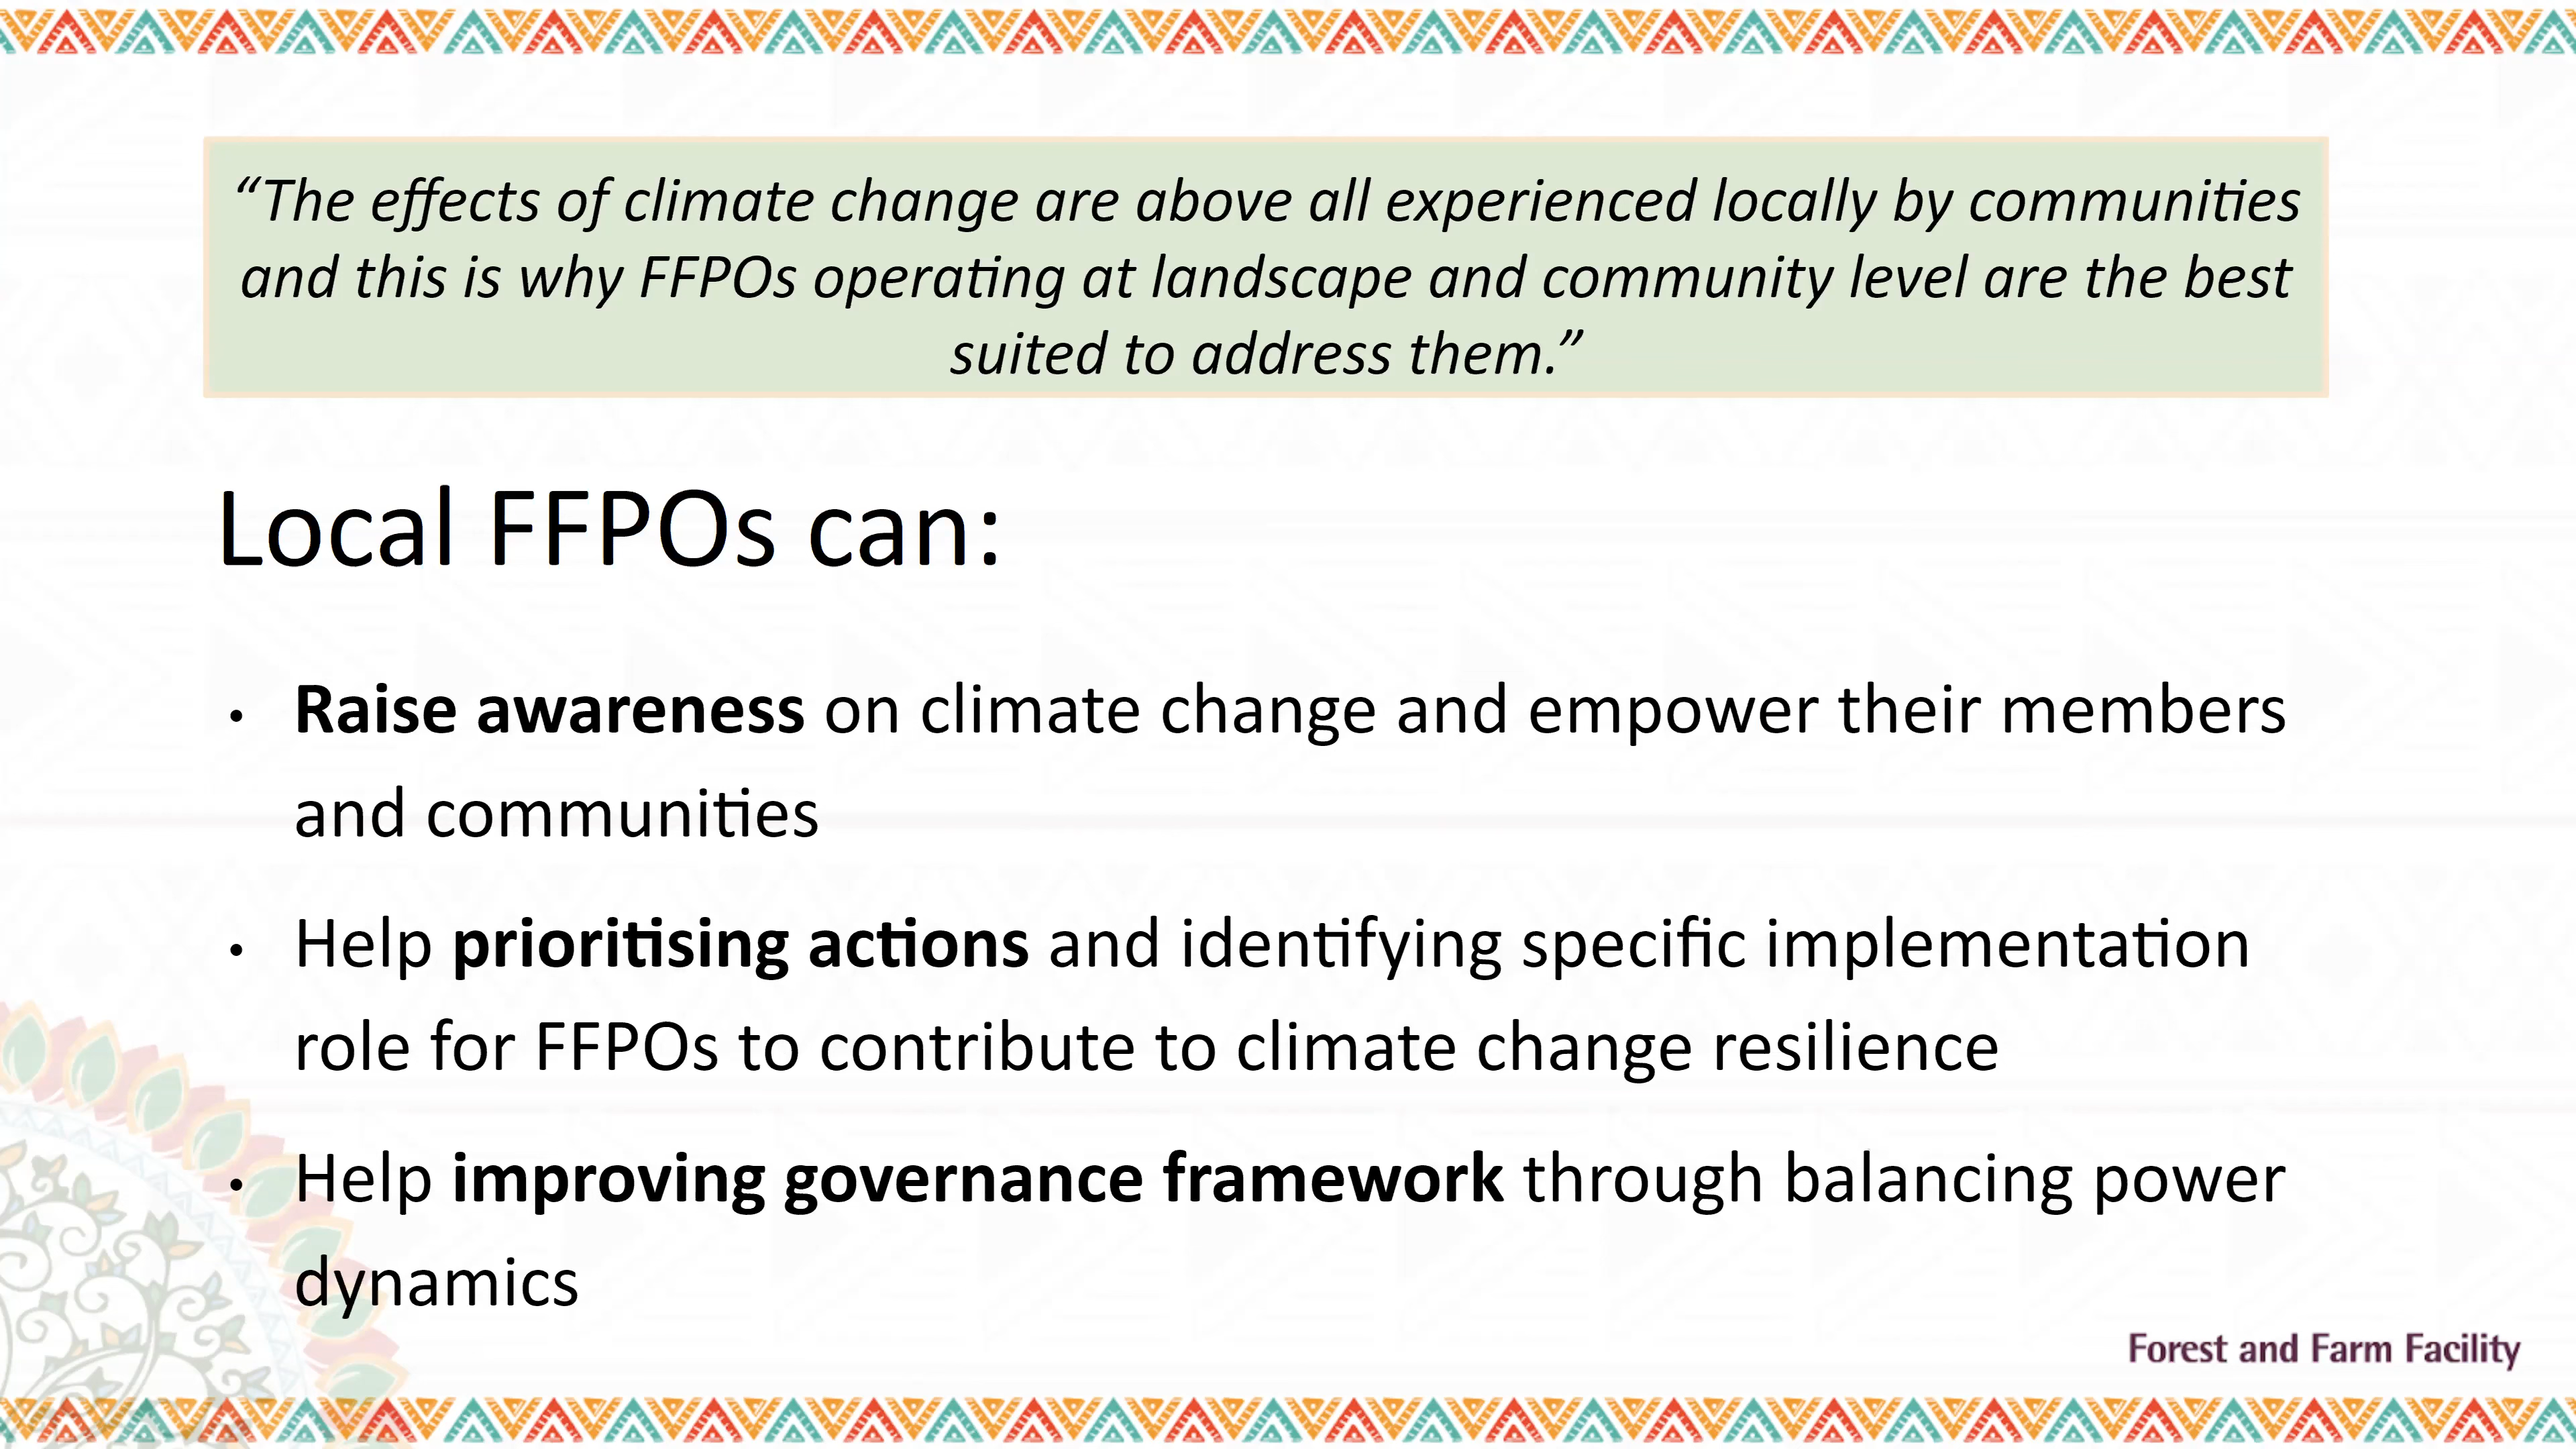 “The effects of climate change are above all experienced locally by communities
and this is why FFPOs operating at landscape and community level are the best
suited to address them.”
Local FFPOs can:
• Raise awareness on climate change and empower their members
and communities
• Help prioritising actions and identifying specific implementation
role for FFPOs to contribute to climate change resilience
• Help improving governance framework through balancing power
dynamics
Forest and Farm Facility